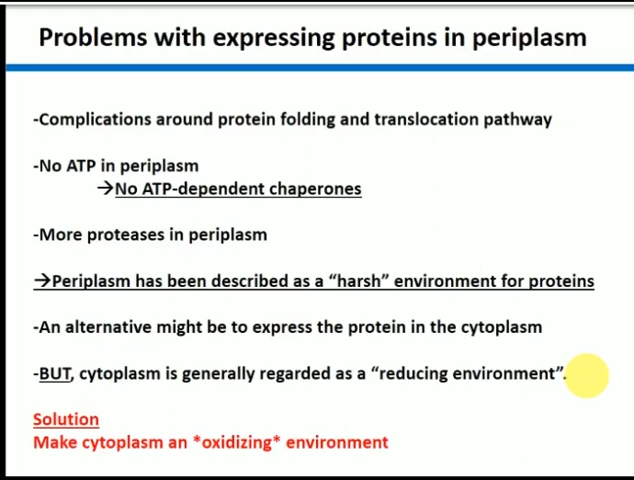 Problems with expressing proteins in periplasm
-Complications around protein folding and translocation pathway
-No ATP in periplasm
→No ATP-dependent chaperones
-More proteases in periplasm
→Periplasm has been described as a “harsh” environment for proteins
-An alternative might be to express the protein in the cytoplasm
-BUT, cytoplasm is generally regarded as a “reducing environment”.
Solution
Make cytoplasm an *oxidizing* environment